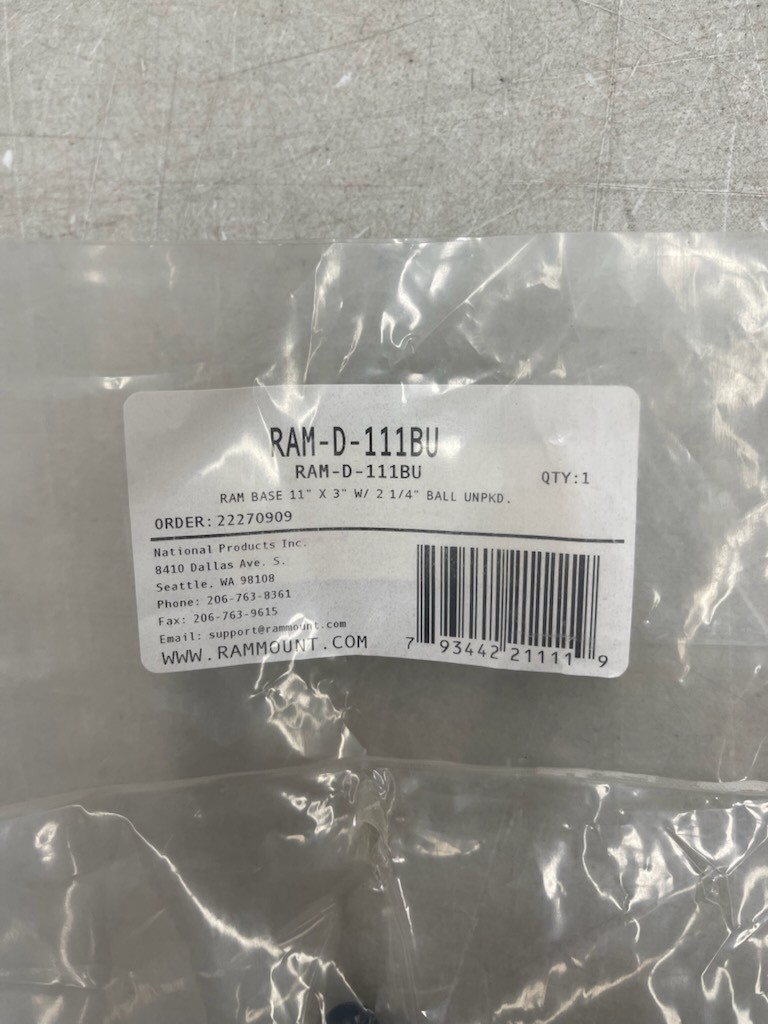 RAM-D-111BU
RAM-D-111BU
QTY:1
RAM BASE 11" X 3" W/ 2 1/4" BALL UNPKD.
ORDER: 22270909
National Products Inc.
8410 Dallas Ave. S.
Seattle, WA 98108
Phone: 206-763-8361
Fax: 206-763-9615
Email: support@rammount.com
WWW.RAMMOUNT.COM
7 93442 21111 9